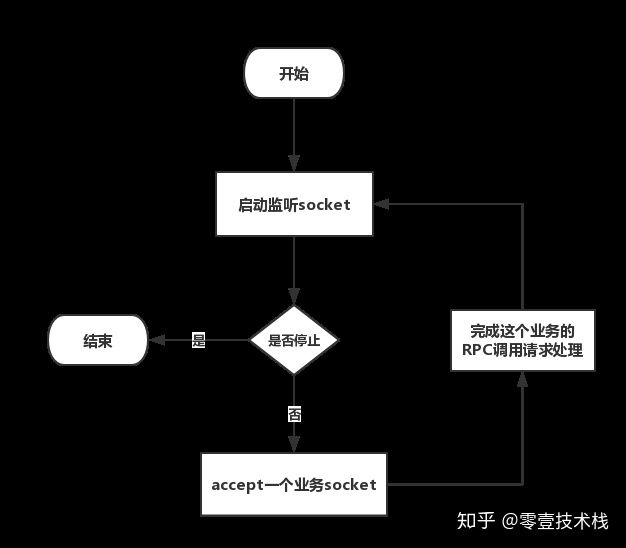 开始
启动监听socket
是否停止
是
结束
否
accept一个业务socket
完成这个业务的
RPC调用请求处理
知乎 @零壹技术栈